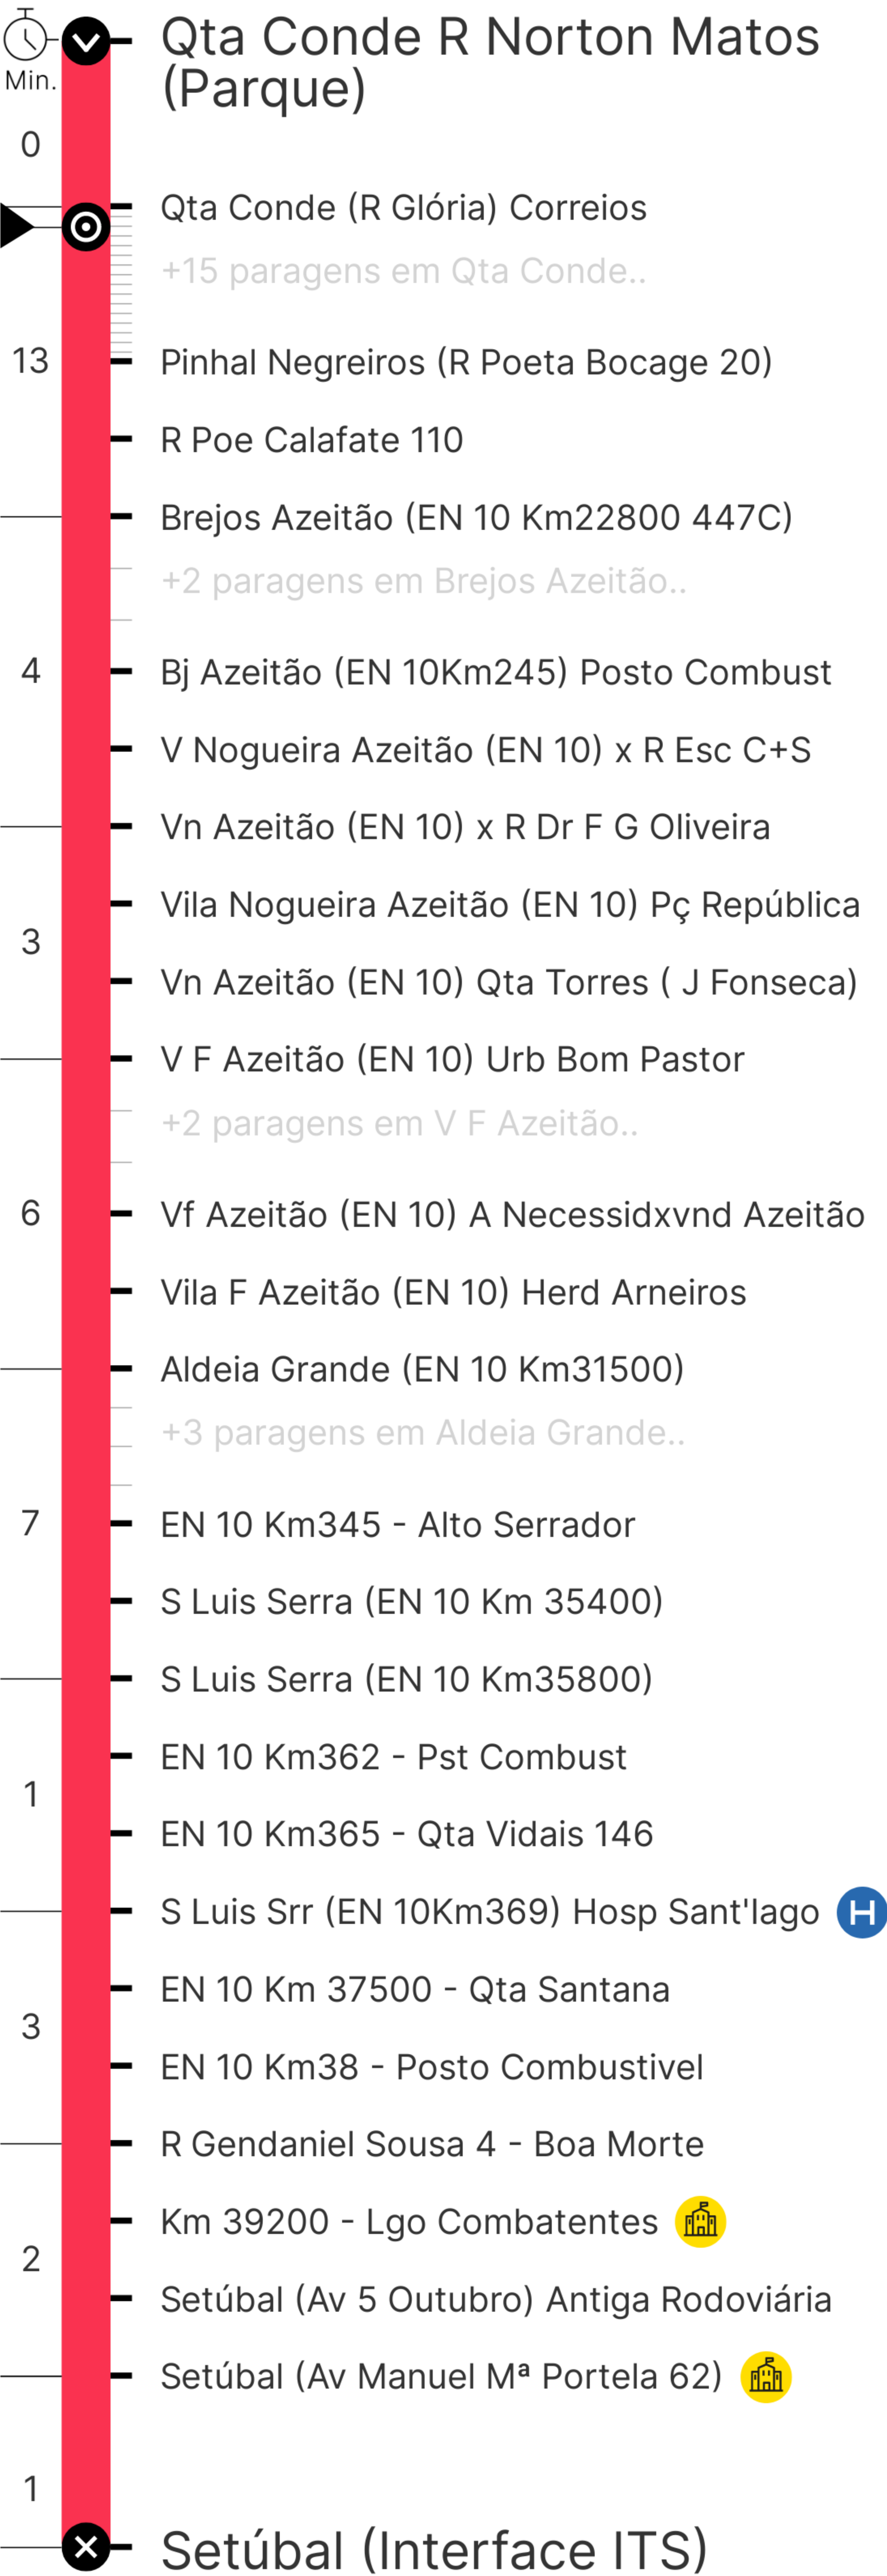 Qta Conde R Norton Matos
(Parque)
Min.
0
Qta Conde (R Glória) Correios
+15 paragens em Qta Conde..
13
Pinhal Negreiros (R Poeta Bocage 20)
R Poe Calafate 110
Brejos Azeitão (EN 10 Km22800 447C)
+2 paragens em Brejos Azeitão..
4
Bj Azeitão (EN 10Km245) Posto Combust
V Nogueira Azeitão (EN 10) x R Esc C+S
Vn Azeitão (EN 10) x R Dr F G Oliveira
Vila Nogueira Azeitão (EN 10) Pç República
3
Vn Azeitão (EN 10) Qta Torres ( J Fonseca)
V F Azeitão (EN 10) Urb Bom Pastor
+2 paragens em V F Azeitão..
6
Vf Azeitão (EN 10) A Necessidxvnd Azeitão
Vila F Azeitão (EN 10) Herd Arneiros
Aldeia Grande (EN 10 Km31500)
+3 paragens em Aldeia Grande..
7
EN 10 Km345 - Alto Serrador
S Luis Serra (EN 10 Km 35400)
S Luis Serra (EN 10 Km35800)
EN 10 Km362 - Pst Combust
1
EN 10 Km365 - Qta Vidais 146
S Luis Srr (EN 10Km369) Hosp Sant'Iago H
EN 10 Km 37500 - Qta Santana
3
EN 10 Km38 - Posto Combustivel
R Gendaniel Sousa 4 - Boa Morte
Km 39200 - Lgo Combatentes
2
Setúbal (Av 5 Outubro) Antiga Rodoviária
Setúbal (Av Manuel Mª Portela 62)
1
Setúbal (Interface ITS)